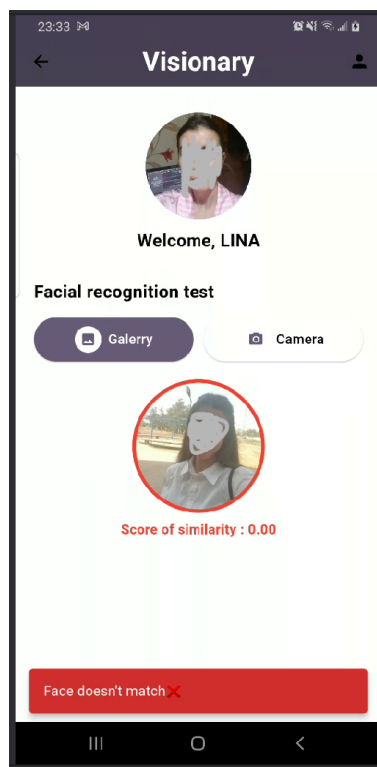 23:33
Visionary
Welcome, LINA
Facial recognition test
Galerry
Camera
Score of similarity : 0.00
Face doesn't match❌